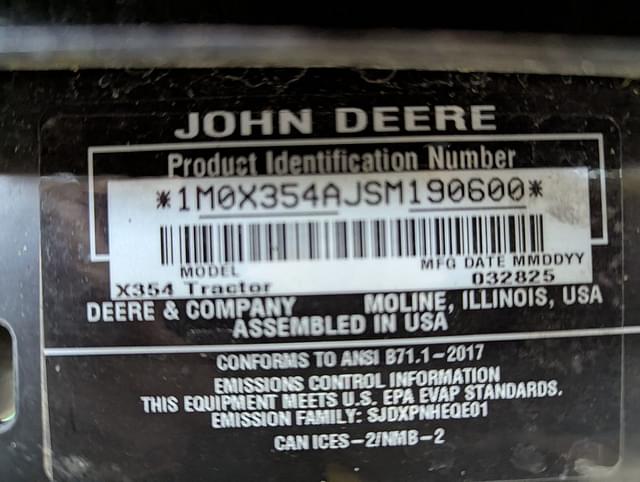 JOHN DEERE
Product Identification Number
*1M0X354AJSM190600*
MODEL MFG DATE MMDDYY
X354 Tractor 032825
DEERE & COMPANY MOLINE, ILLINOIS, USA
ASSEMBLED IN USA
CONFORMS TO ANSI B71.1-2017
EMISSIONS CONTROL INFORMATION
THIS EQUIPMENT MEETS U.S. EPA EVAP STANDARDS.
EMISSION FAMILY: SJDXPNHEQE01
CAN ICES-2/NMB-2